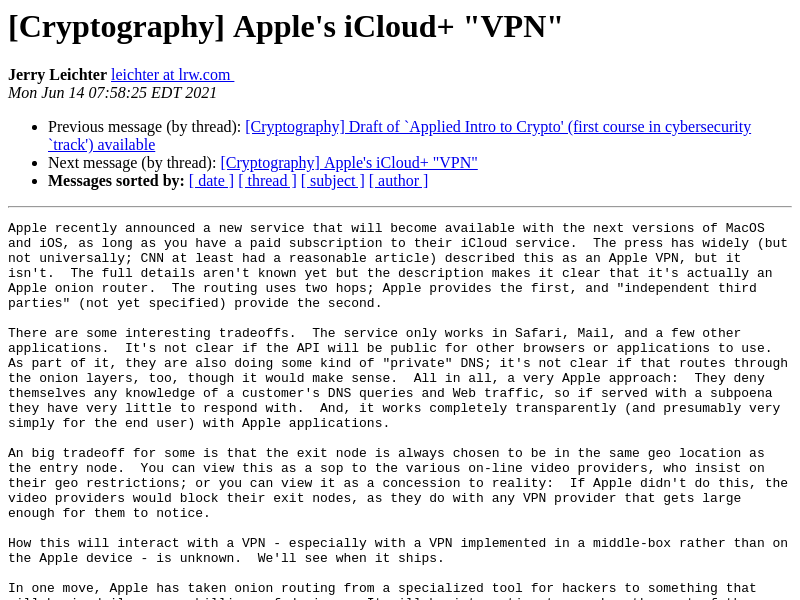 [Cryptography] Apple's iCloud+ "VPN"
Jerry Leichter leichter at lrw.com
Mon Jun 14 07:58:25 EDT 2021
Previous message (by thread): [Cryptography] Draft of `Applied Intro to Crypto' (first course in cybersecurity
`track') available
Next message (by thread): [Cryptography] Apple's iCloud+ "VPN"
Messages sorted by: [ date ] [ thread ] [ subject ] [ author ]
Apple recently announced a new service that will become available with the next versions of MacOS
and iOS, as long as you have a paid subscription to their iCloud service.  The press has widely (but
not universally; CNN at least had a reasonable article) described this as an Apple VPN, but it
isn't.  The full details aren't known yet but the description makes it clear that it's actually an
Apple onion router.  The routing uses two hops; Apple provides the first, and "independent third
parties" (not yet specified) provide the second.
There are some interesting tradeoffs.  The service only works in Safari, Mail, and a few other
applications.  It's not clear if the API will be public for other browsers or applications to use.
As part of it, they are also doing some kind of "private" DNS; it's not clear if that routes through
the onion layers, too, though it would make sense.  All in all, a very Apple approach:  They deny
themselves any knowledge of a customer's DNS queries and Web traffic, so if served with a subpoena
they have very little to respond with.  And, it works completely transparently (and presumably very
simply for the end user) with Apple applications.
An big tradeoff for some is that the exit node is always chosen to be in the same geo location as
the entry node.  You can view this as a sop to the various on-line video providers, who insist on
their geo restrictions; or you can view it as a concession to reality:  If Apple didn't do this, the
video providers would block their exit nodes, as they do with any VPN provider that gets large
enough for them to notice.
How this will interact with a VPN - especially with a VPN implemented in a middle-box rather than on
the Apple device - is unknown.  We'll see when it ships.
In one move, Apple has taken onion routing from a specialized tool for hackers to something that